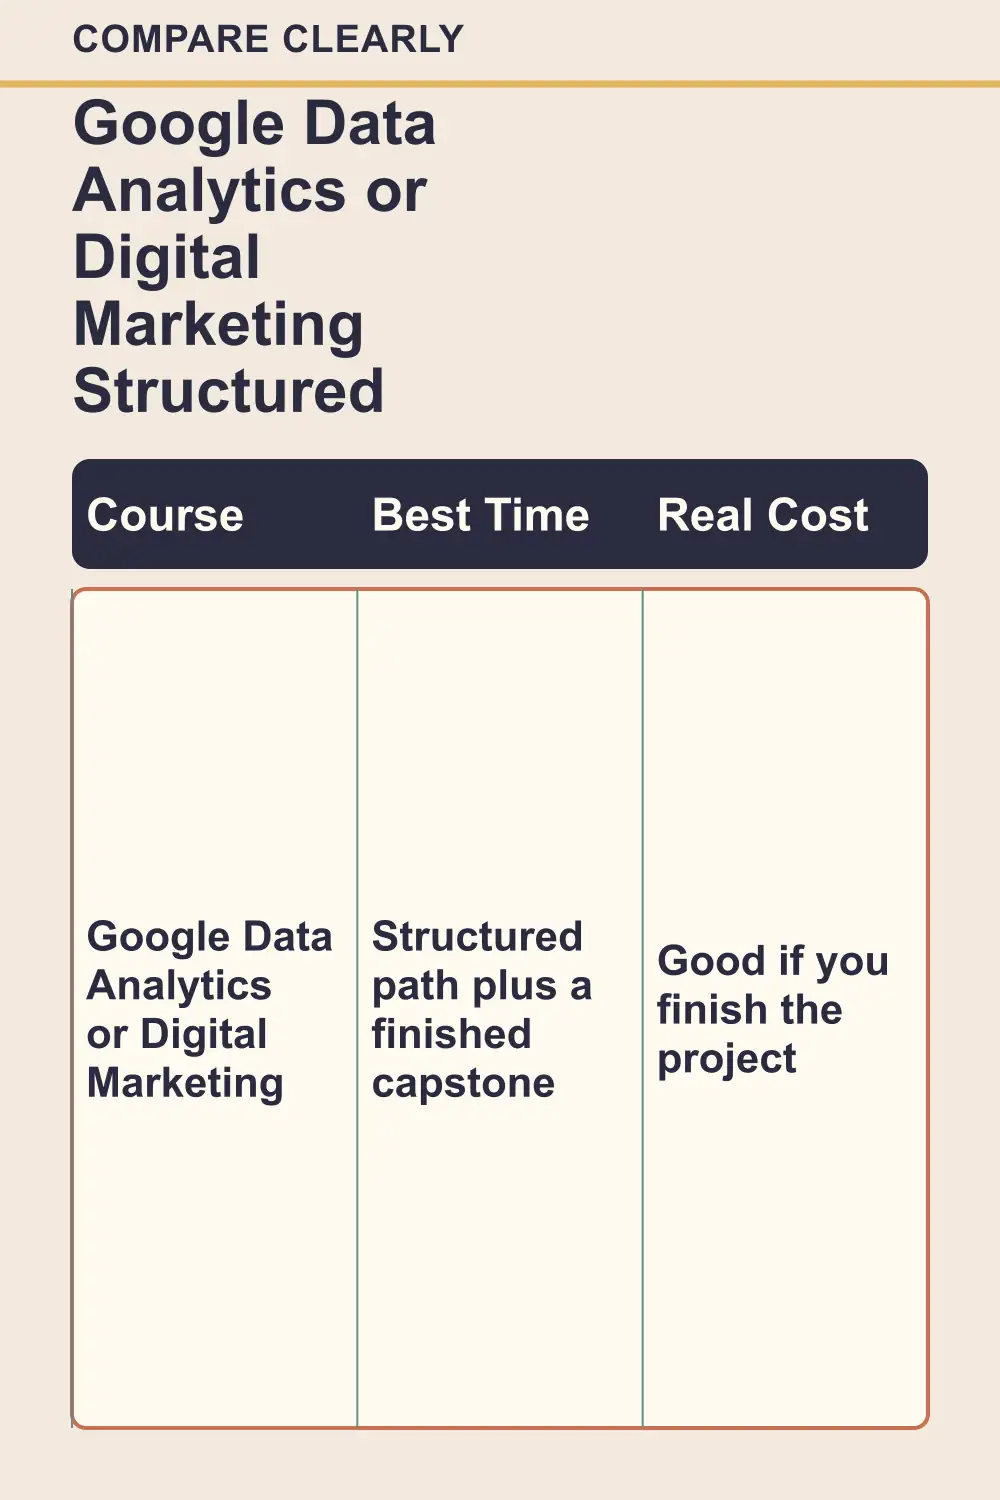 COMPARE CLEARLY
Google Data
Analytics or
Digital
Marketing
Structured
Course
Best Time
Real Cost
Google Data
Analytics
or Digital
Marketing
Structured
path plus a
finished
capstone
Good if you
finish the
project